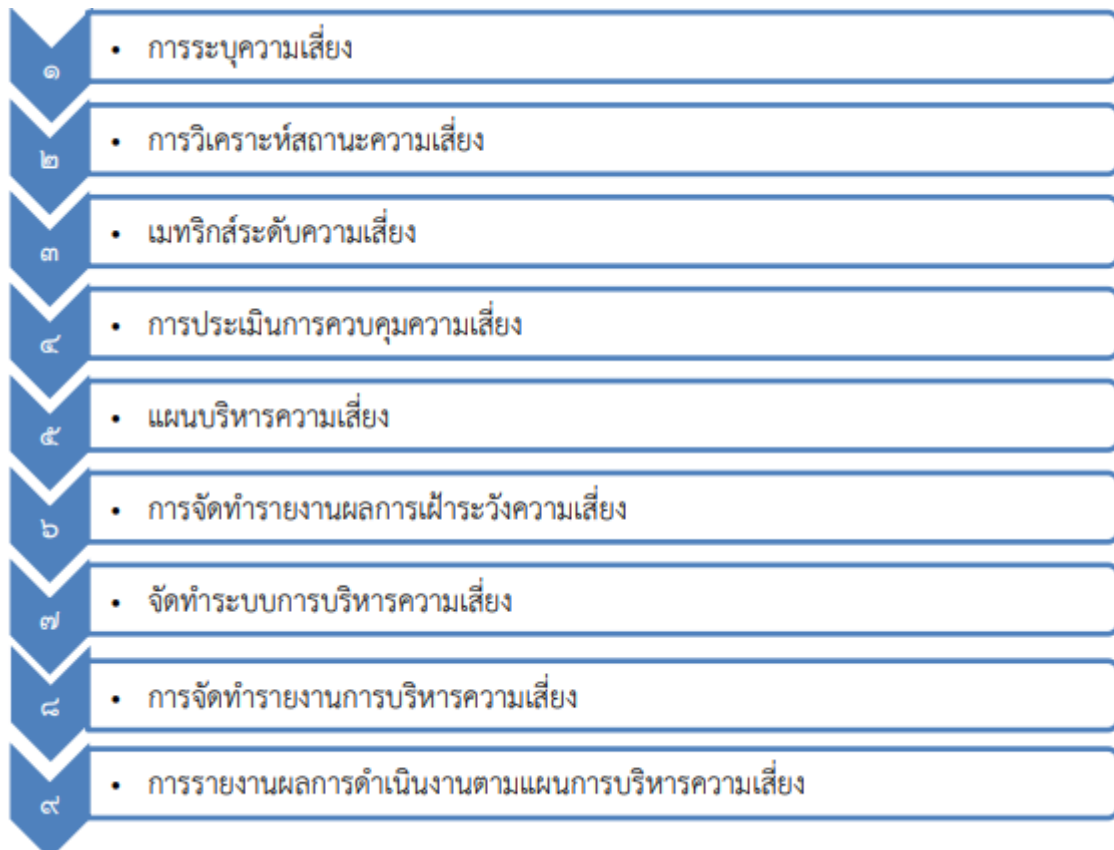 ๑
• การระบุความเสี่ยง
๒
• การวิเคราะห์สถานะความเสี่ยง
๓
• เมทริกส์ระดับความเสี่ยง
๔
• การประเมินการควบคุมความเสี่ยง
๕
• แผนบริหารความเสี่ยง
๖
• การจัดทำรายงานผลการเฝ้าระวังความเสี่ยง
๗
• จัดทำระบบการบริหารความเสี่ยง
๘
• การจัดทำรายงานการบริหารความเสี่ยง
๙
• การรายงานผลการดำเนินงานตามแผนการบริหารความเสี่ยง